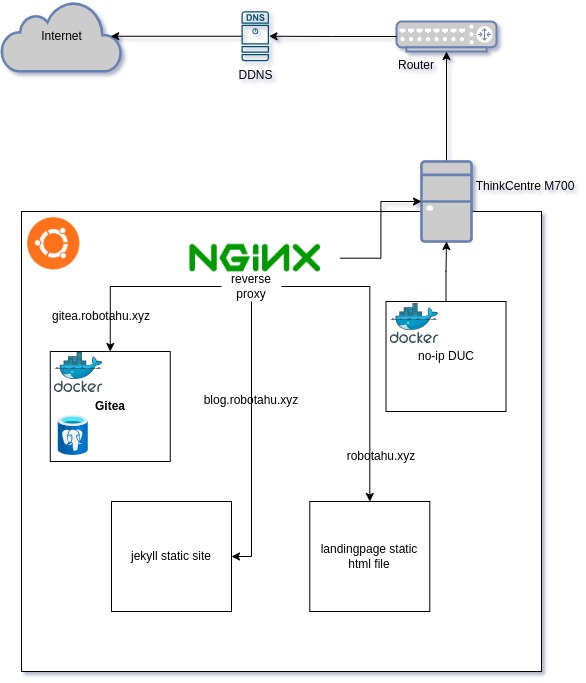 Internet
DNS
DDNS
Router
ThinkCentre M700
NGINX
reverse
proxy
gitea.robotahu.xyz
docker
no-ip DUC
docker
Gitea
blog.robotahu.xyz
robotahu.xyz
jekyll static site
landingpage static
html file